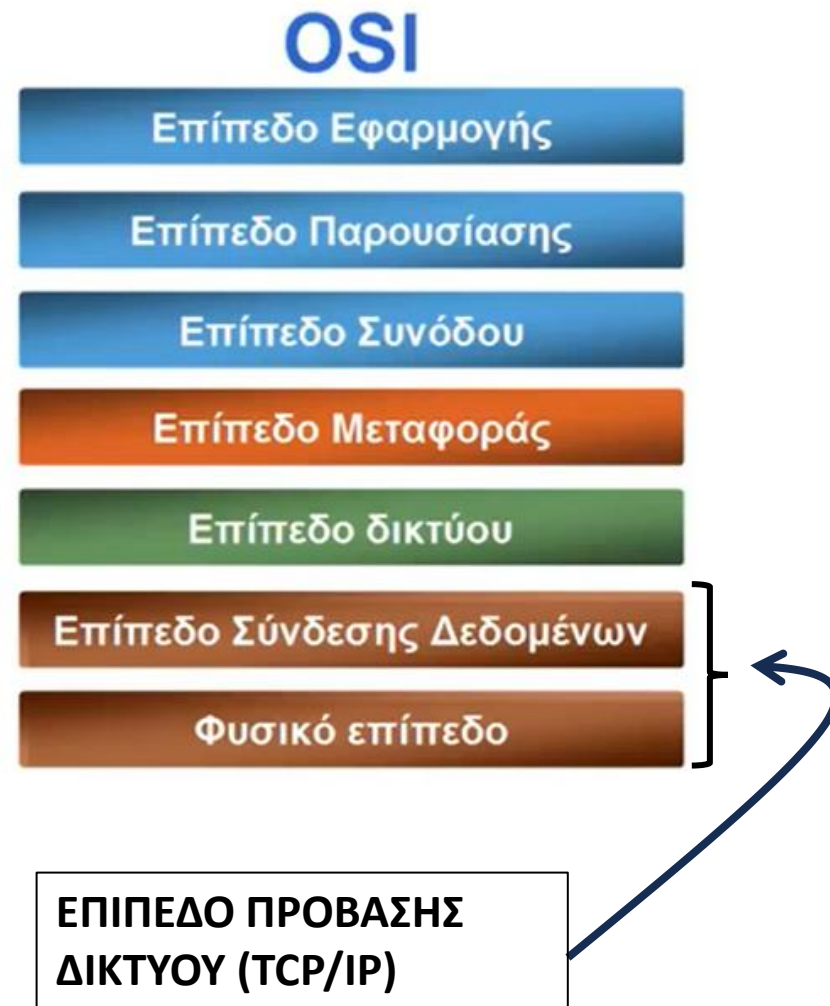 OSI
Επίπεδο Εφαρμογής
Επίπεδο Παρουσίασης
Επίπεδο Συνόδου
Επίπεδο Μεταφοράς
Επίπεδο δικτύου
Επίπεδο Σύνδεσης Δεδομένων
Φυσικό επίπεδο
ΕΠΙΠΕΔΟ ΠΡΟΒΑΣΗΣ
ΔΙΚΤΥΟΥ (TCP/IP)